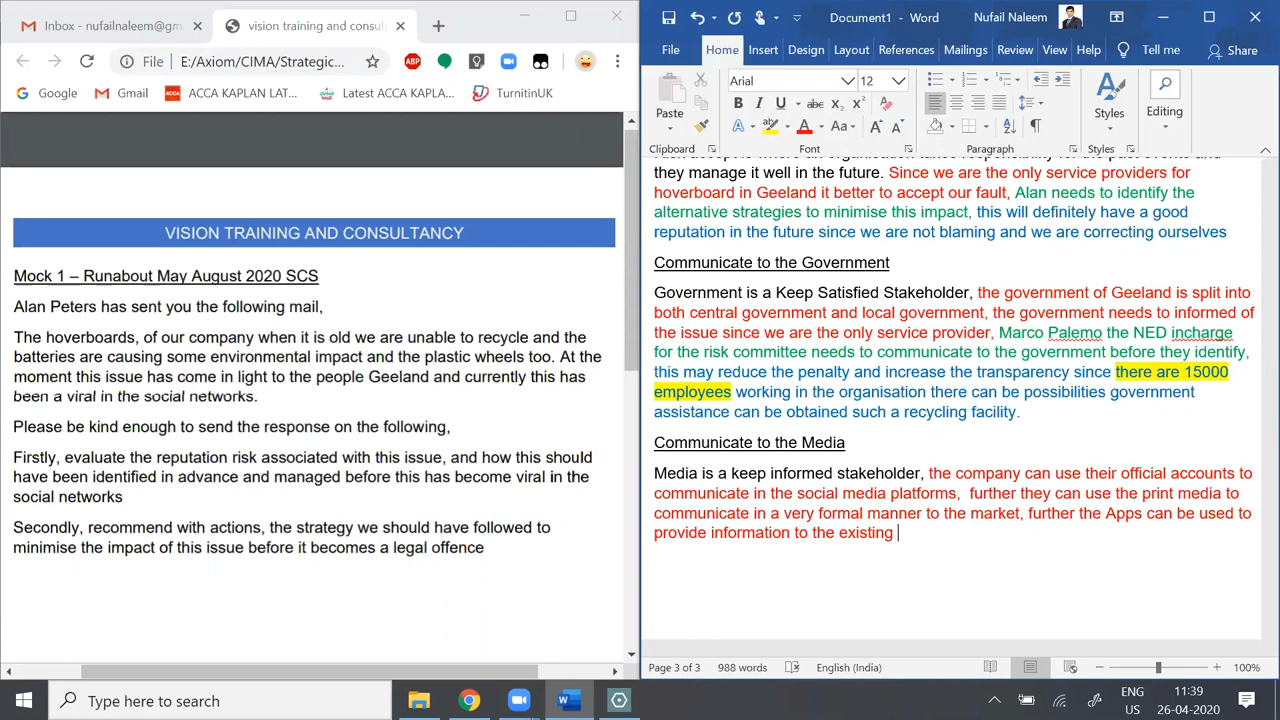 Inbox - nufailnaleem@gm
vision training and consul
Document1 - Word
Nufail Naleem
File
E:/Axiom/CIMA/Strategic...
ABP
Google
Gmail
ACCA KAPLAN LAT...
Latest ACCA KAPLA...
TurnitinUK
File
Home
Insert
Design
Layout
References
Mailings
Review
View
Help
Tell me
Share
Paste
Arial
12
Styles
Editing
Clipboard
Font
Paragraph
Styles
VISION TRAINING AND CONSULTANCY
Mock 1 – Runabout May August 2020 SCS
Alan Peters has sent you the following mail,
The hoverboards, of our company when it is old we are unable to recycle and the
batteries are causing some environmental impact and the plastic wheels too. At the
moment this issue has come in light to the people Geeland and currently this has
been a viral in the social networks.
Please be kind enough to send the response on the following,
Firstly, evaluate the reputation risk associated with this issue, and how this should
have been identified in advance and managed before this has become viral in the
social networks
Secondly, recommend with actions, the strategy we should have followed to
minimise the impact of this issue before it becomes a legal offence
they manage it well in the future. Since we are the only service providers for
hoverboard in Geeland it better to accept our fault, Alan needs to identify the
alternative strategies to minimise this impact, this will definitely have a good
reputation in the future since we are not blaming and we are correcting ourselves
Communicate to the Government
Government is a Keep Satisfied Stakeholder, the government of Geeland is split into
both central government and local government, the government needs to informed of
the issue since we are the only service provider, Marco Palemo the NED incharge
for the risk committee needs to communicate to the government before they identify,
this may reduce the penalty and increase the transparency since there are 15000
employees working in the organisation there can be possibilities government
assistance can be obtained such a recycling facility.
Communicate to the Media
Media is a keep informed stakeholder, the company can use their official accounts to
communicate in the social media platforms, further they can use the print media to
communicate in a very formal manner to the market, further the Apps can be used to
provide information to the existing
Page 3 of 3
988 words
English (India)
100%
Type here to search
ENG
US
11:39
26-04-2020